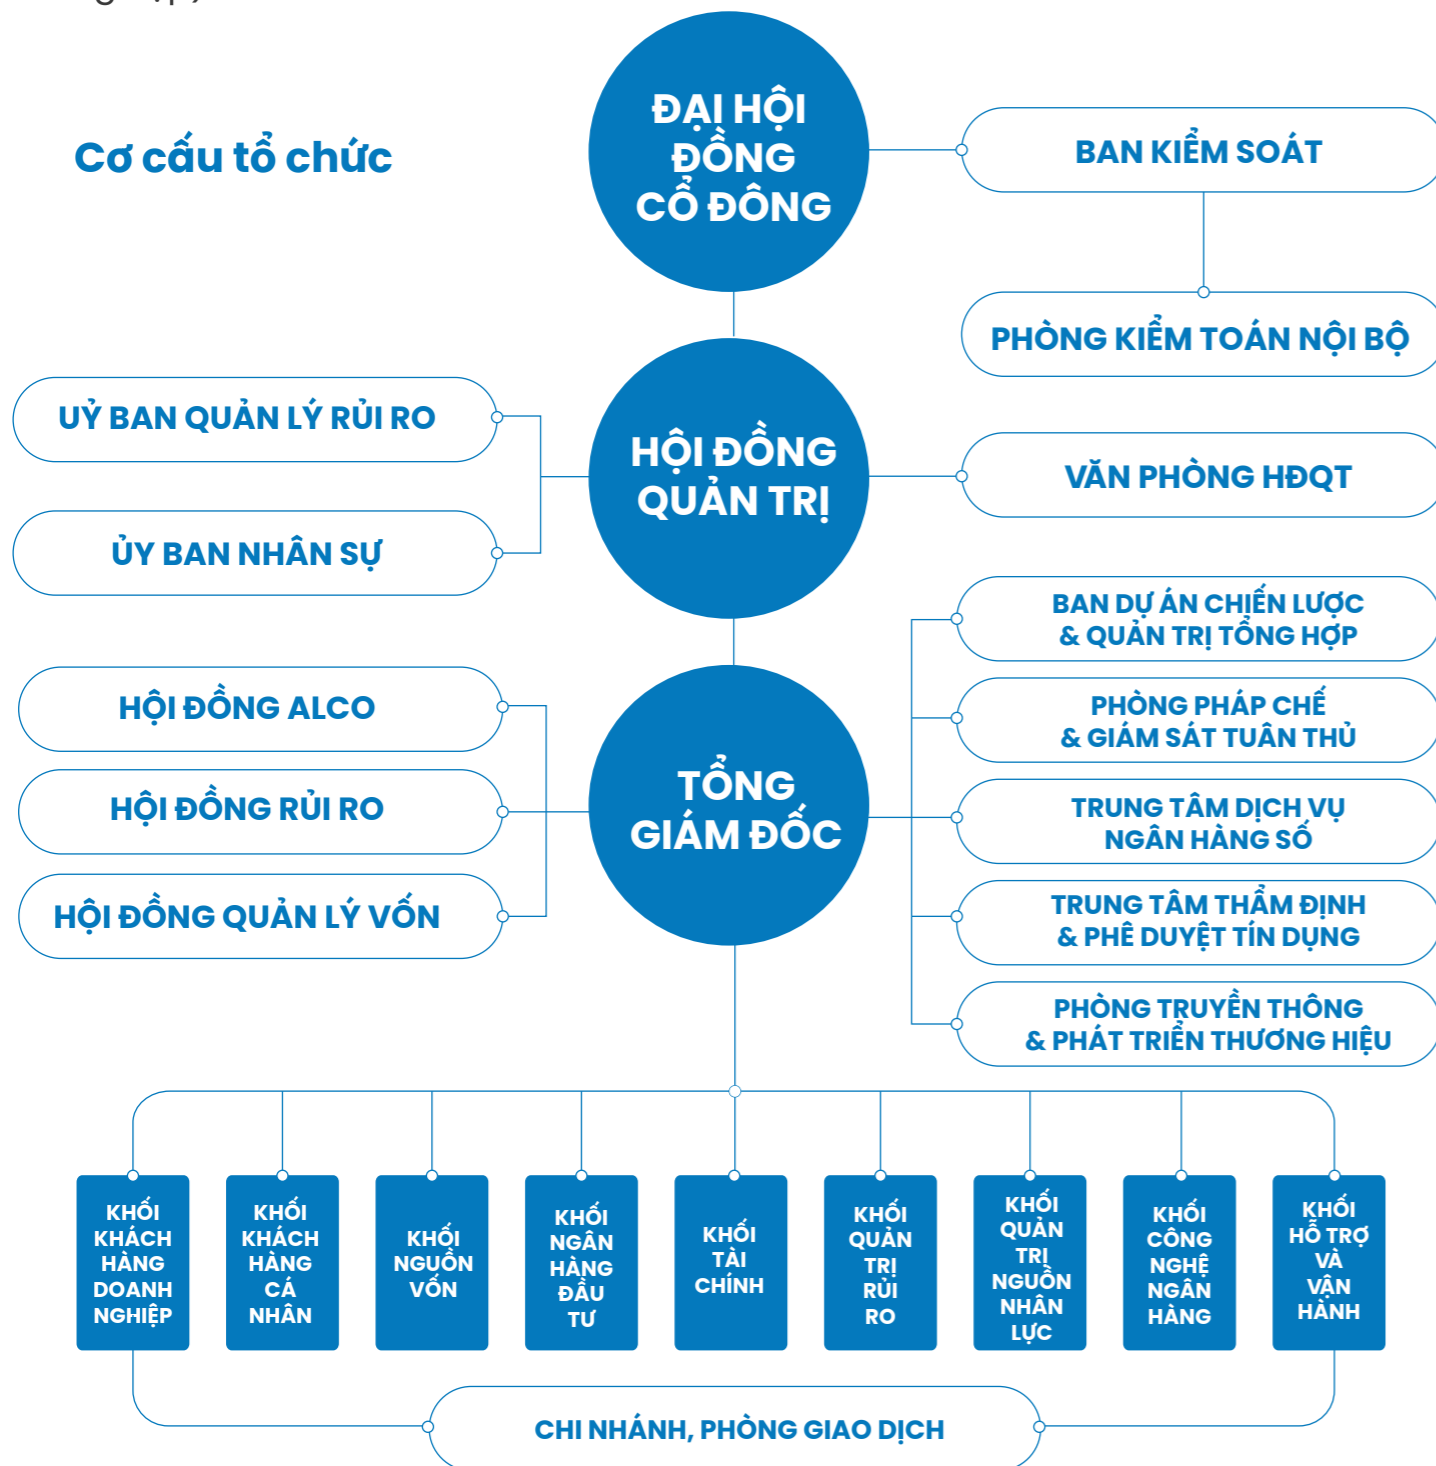 Cơ cấu tổ chức
ĐẠI HỘI
ĐỒNG
CỔ ĐÔNG
BAN KIỂM SOÁT
PHÒNG KIỂM TOÁN NỘI BỘ
UỶ BAN QUẢN LÝ RỦI RO
ỦY BAN NHÂN SỰ
HỘI ĐỒNG
QUẢN TRỊ
VĂN PHÒNG HĐQT
HỘI ĐỒNG ALCO
HỘI ĐỒNG RỦI RO
HỘI ĐỒNG QUẢN LÝ VỐN
TỔNG
GIÁM ĐỐC
BAN DỰ ÁN CHIẾN LƯỢC
& QUẢN TRỊ TỔNG HỢP
PHÒNG PHÁP CHẾ
& GIÁM SÁT TUÂN THỦ
TRUNG TÂM DỊCH VỤ
NGÂN HÀNG SỐ
TRUNG TÂM THẨM ĐỊNH
& PHÊ DUYỆT TÍN DỤNG
PHÒNG TRUYỀN THÔNG
& PHÁT TRIỂN THƯƠNG HIỆU
KHỐI
KHÁCH
HÀNG
DOANH
NGHIỆP
KHỐI
KHÁCH
HÀNG
CÁ
NHÂN
KHỐI
NGUỒN
VỐN
KHỐI
NGÂN
HÀNG
ĐẦU
TƯ
KHỐI
TÀI
CHÍNH
KHỐI
QUẢN
TRỊ
RỦI
RO
KHỐI
QUẢN
TRỊ
NGUỒN
NHÂN
LỰC
KHỐI
CÔNG
NGHỆ
NGÂN
HÀNG
KHỐI
HỖ TRỢ
VÀ
VẬN
HÀNH
CHI NHÁNH, PHÒNG GIAO DỊCH